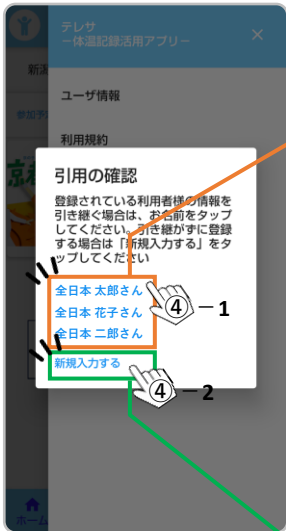 テレサ
－体温記録活用アプリ－
×
新潟
参加予
ユーザ情報
利用規約
引用の確認
登録されている利用者様の情報を
引き継ぐ場合は、お名前をタップ
してください。引き継がずに登録
する場合は「新規入力する」をタ
ップしてください
全日本 太郎さん
全日本 花子さん
④－1
全日本 二郎さん
新規入力する
④－2
ホーム